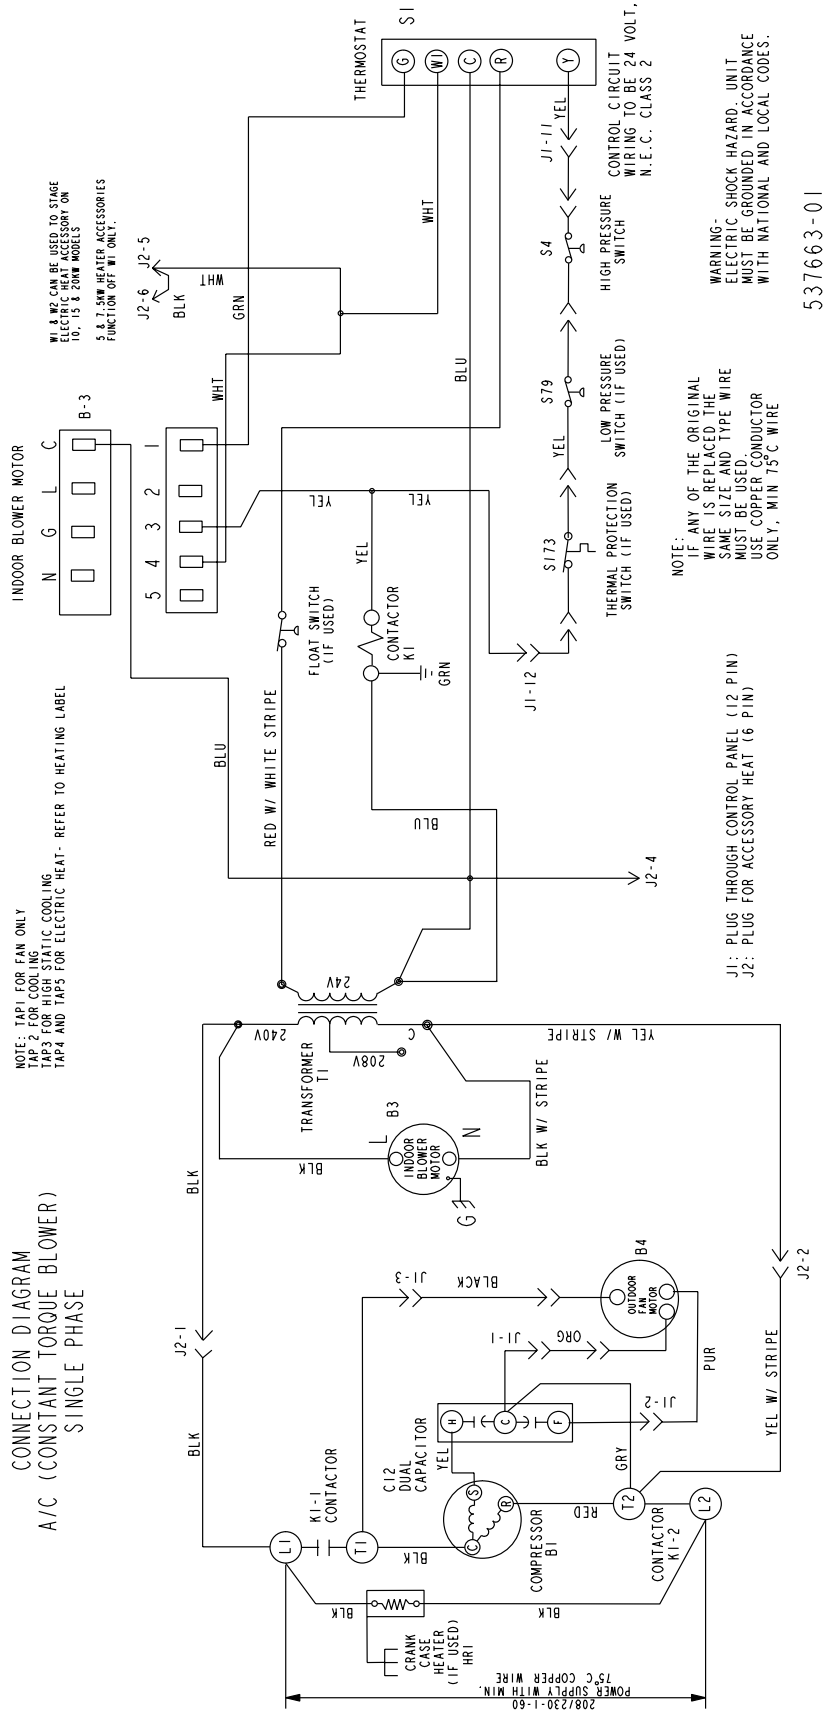 CONNECTION DIAGRAM
A/C (CONSTANT TORQUE BLOWER)
SINGLE PHASE
NOTE: TAP1 FOR FAN ONLY
TAP 2 FOR COOLING
TAP3 FOR HIGH STATIC COOLING
TAP4 AND TAP5 FOR ELECTRIC HEAT- REFER TO HEATING LABEL
INDOOR BLOWER MOTOR
N G L C
B-3
5 4 3 2 1
W1 & W2 CAN BE USED TO STAGE
ELECTRIC HEAT ACCESSORY ON
10, 15 & 20KW MODELS
5 & 7.5KW HEATER ACCESSORIES
FUNCTION OFF W1 ONLY.
J2-6
J2-5
BLK
WHT
GRN
WHT
WHT
BLU
THERMOSTAT
S1
G
W1
C
R
Y
CONTROL CIRCUIT
WIRING TO BE 24 VOLT,
N.E.C. CLASS 2
YEL
J1-11
S4
HIGH PRESSURE
SWITCH
S79
LOW PRESSURE
SWITCH (IF USED)
YEL
S173
THERMAL PROTECTION
SWITCH (IF USED)
J1-12
YEL
YEL
YEL
FLOAT SWITCH
(IF USED)
CONTACTOR
K1
GRN
BLU
RED W/ WHITE STRIPE
BLU
J2-4
24V
240V
208V
C
TRANSFORMER
T1
YEL W/ STRIPE
BLK
BLK
L
B3
INDOOR
BLOWER
MOTOR
N
G
BLK W/ STRIPE
J2-1
BLK
J2-2
YEL W/ STRIPE
J1-3
BLACK
B4
OUTDOOR
FAN
MOTOR
J1-1
ORG
PUR
J1-2
C12
DUAL
CAPACITOR
H
C
F
YEL
GRY
K1-1
CONTACTOR
L1
T1
BLK
S
R
C
COMPRESSOR
B1
RED
T2
L2
CONTACTOR
K1-2
BLK
BLK
CRANK
CASE
HEATER
(IF USED)
HR1
208/230-1-60
POWER SUPPLY WITH MIN.
75°C COPPER WIRE
J1: PLUG THROUGH CONTROL PANEL (12 PIN)
J2: PLUG FOR ACCESSORY HEAT (6 PIN)
NOTE:
IF ANY OF THE ORIGINAL
WIRE IS REPLACED THE
SAME SIZE AND TYPE WIRE
MUST BE USED.
USE COPPER CONDUCTOR
ONLY, MIN 75°C WIRE
WARNING-
ELECTRIC SHOCK HAZARD. UNIT
MUST BE GROUNDED IN ACCORDANCE
WITH NATIONAL AND LOCAL CODES.
537663-01